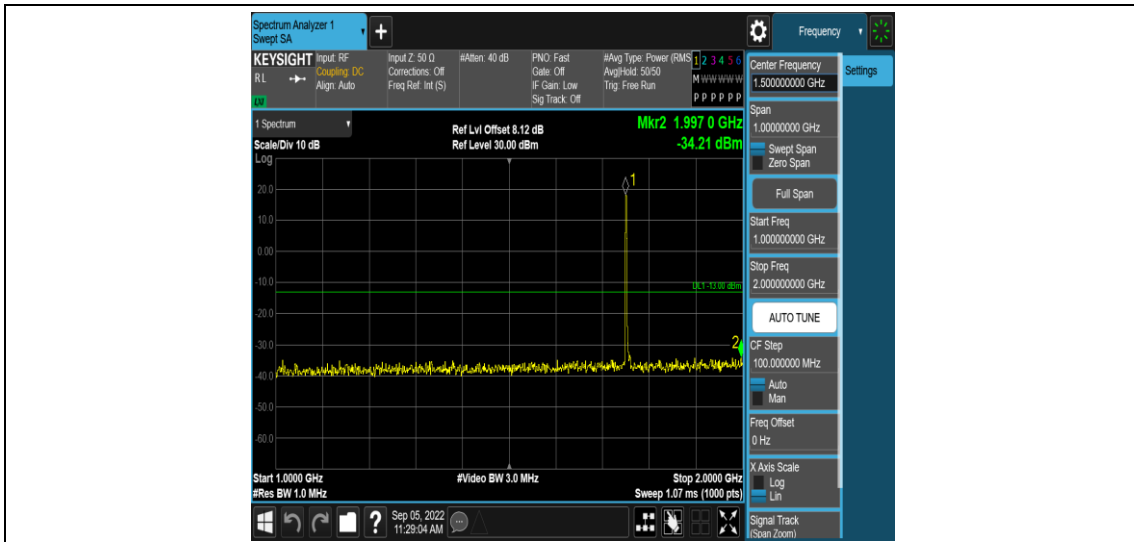 Spectrum Analyzer 1
Swept SA
+
Frequency
KEYSIGHT
RL
LXI
Input: RF
Coupling: DC
Align: Auto
Input Z: 50 Ω
Corrections: Off
Freq Ref: Int (S)
#Atten: 40 dB
PNO: Fast
Gate: Off
IF Gain: Low
Sig Track: Off
#Avg Type: Power (RMS
Avg|Hold: 50/50
Trig: Free Run
1 2 3 4 5 6
M W W W W W
P P P P P P
1 Spectrum
Scale/Div 10 dB
Log
Ref Lvl Offset 8.12 dB
Ref Level 30.00 dBm
Mkr2 1.997 0 GHz
-34.21 dBm
1
20.0
10.0
0.00
-10.0
DL1 -13.00 dBm
-20.0
-30.0
2
-40.0
-50.0
-60.0
Start 1.0000 GHz
#Video BW 3.0 MHz
Stop 2.0000 GHz
#Res BW 1.0 MHz
Sweep 1.07 ms (1000 pts)
?
Sep 05, 2022
11:29:04 AM
Center Frequency
1.500000000 GHz
Settings
Span
1.00000000 GHz
Swept Span
Zero Span
Full Span
Start Freq
1.000000000 GHz
Stop Freq
2.000000000 GHz
AUTO TUNE
CF Step
100.000000 MHz
Auto
Man
Freq Offset
0 Hz
X Axis Scale
Log
Lin
Signal Track
(Span Zoom)